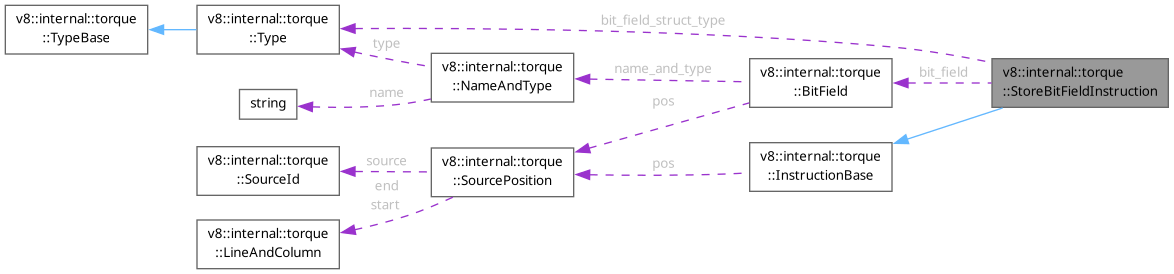 v8::internal::torque
::TypeBase
v8::internal::torque
::Type
bit_field_struct_type
type
v8::internal::torque
::NameAndType
name_and_type
v8::internal::torque
::BitField
bit_field
v8::internal::torque
::StoreBitFieldInstruction
string
name
pos
v8::internal::torque
::SourceId
source
v8::internal::torque
::SourcePosition
pos
v8::internal::torque
::InstructionBase
end
start
v8::internal::torque
::LineAndColumn